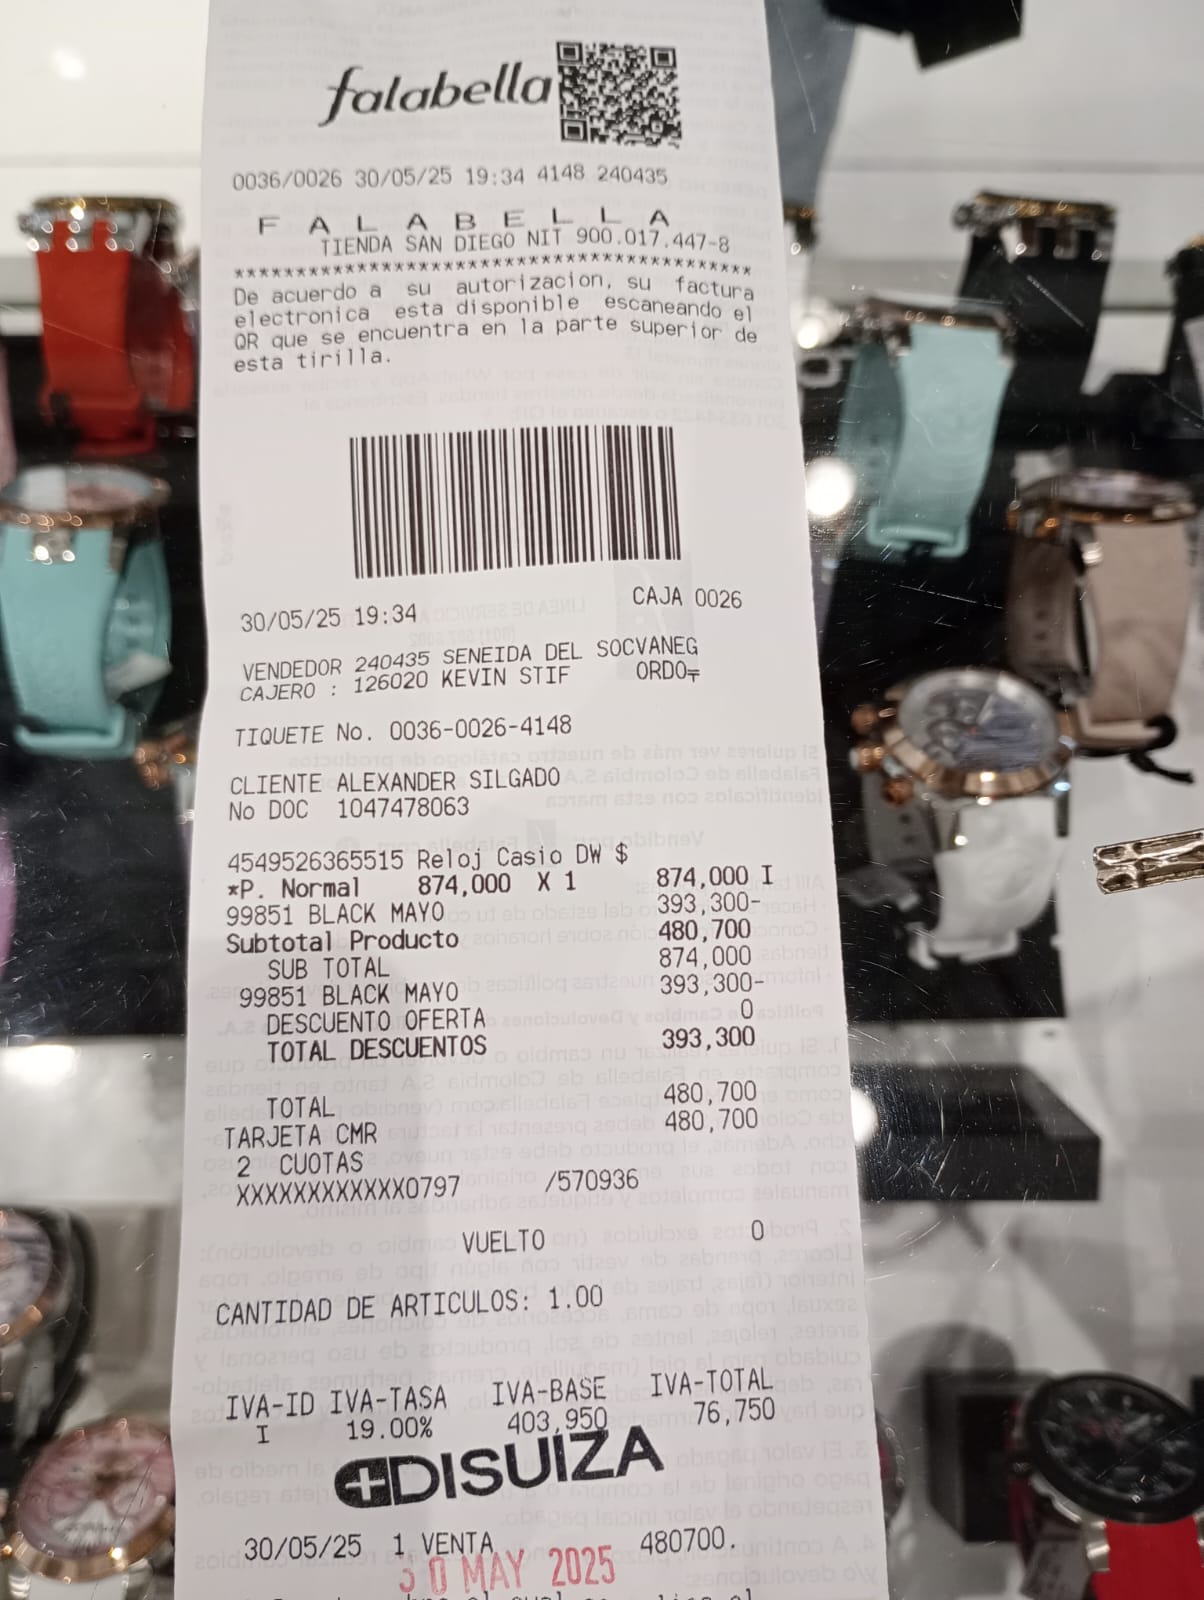 falabella
0036/0026 30/05/25 19:34 4148 240435
F A L A B E L L A
TIENDA SAN DIEGO NIT 900.017.447-8
******************************************
De acuerdo a su autorizacion, su factura
electronica esta disponible escaneando el
QR que se encuentra en la parte superior de
esta tirilla.
30/05/25 19:34 CAJA 0026
VENDEDOR 240435 SENEIDA DEL SOCVANEG
CAJERO : 126020 KEVIN STIF ORDO
TIQUETE No. 0036-0026-4148
CLIENTE ALEXANDER SILGADO
No DOC 1047478063
4549526365515 Reloj Casio DW $
*P. Normal 874,000 X 1 874,000 I
99851 BLACK MAYO 393,300-
Subtotal Producto 480,700
SUB TOTAL 874,000
99851 BLACK MAYO 393,300-
DESCUENTO OFERTA 0
TOTAL DESCUENTOS 393,300
TOTAL 480,700
TARJETA CMR 480,700
2 CUOTAS
XXXXXXXXXXXX0797 /570936
VUELTO 0
CANTIDAD DE ARTICULOS: 1.00
IVA-ID IVA-TASA IVA-BASE IVA-TOTAL
I 19.00% 403,950 76,750
DISUIZA
30/05/25 1 VENTA 480700.
30 MAY 2025